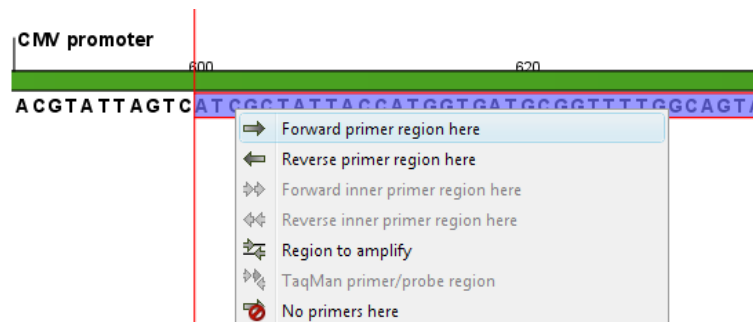 CMV promoter
600 620
ACGTATTAGTCATCGCTATTACCATGGTGATGCGGTTTTGGCAGTA
Forward primer region here
Reverse primer region here
Forward inner primer region here
Reverse inner primer region here
Region to amplify
TaqMan primer/probe region
No primers here